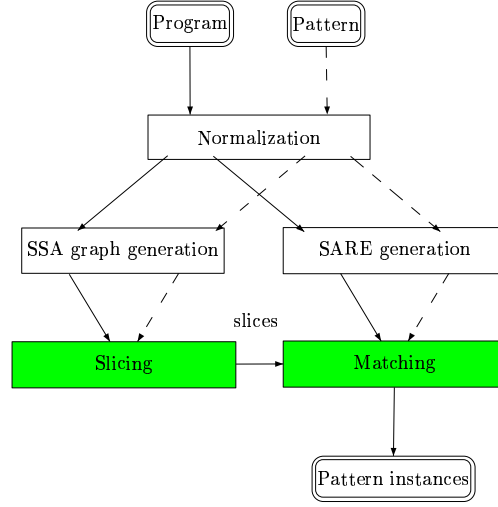 Program
Pattern
Normalization
SSA graph generation
SARE generation
slices
Slicing
Matching
Pattern instances